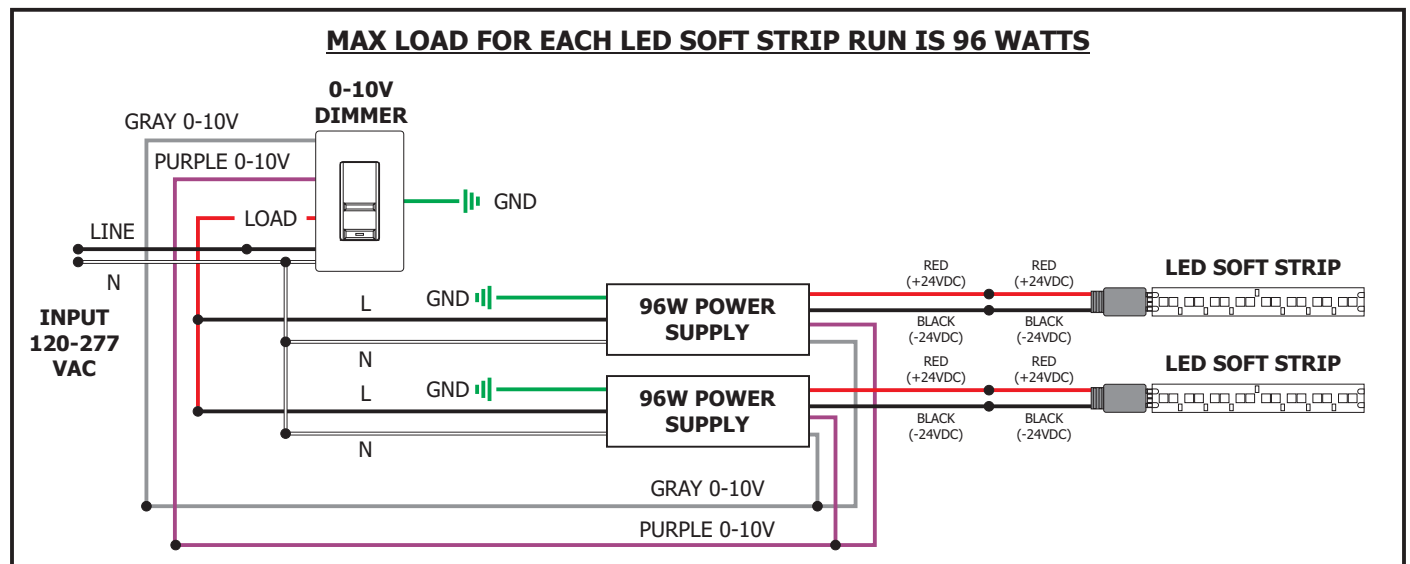 MAX LOAD FOR EACH LED SOFT STRIP RUN IS 96 WATTS
0-10V
DIMMER
GRAY 0-10V
PURPLE 0-10V
LOAD
GND
LINE
N
INPUT
120-277
VAC
L
GND
N
96W POWER
SUPPLY
RED
(+24VDC)
RED
(+24VDC)
BLACK
(-24VDC)
BLACK
(-24VDC)
LED SOFT STRIP
L
GND
N
96W POWER
SUPPLY
RED
(+24VDC)
RED
(+24VDC)
BLACK
(-24VDC)
BLACK
(-24VDC)
LED SOFT STRIP
GRAY 0-10V
PURPLE 0-10V